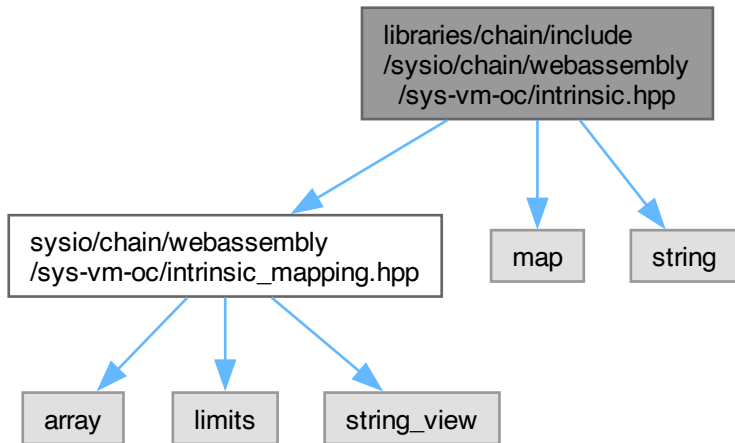 libraries/chain/include
/sysio/chain/webassembly
/sys-vm-oc/intrinsic.hpp
sysio/chain/webassembly
/sys-vm-oc/intrinsic_mapping.hpp
map
string
array
limits
string_view